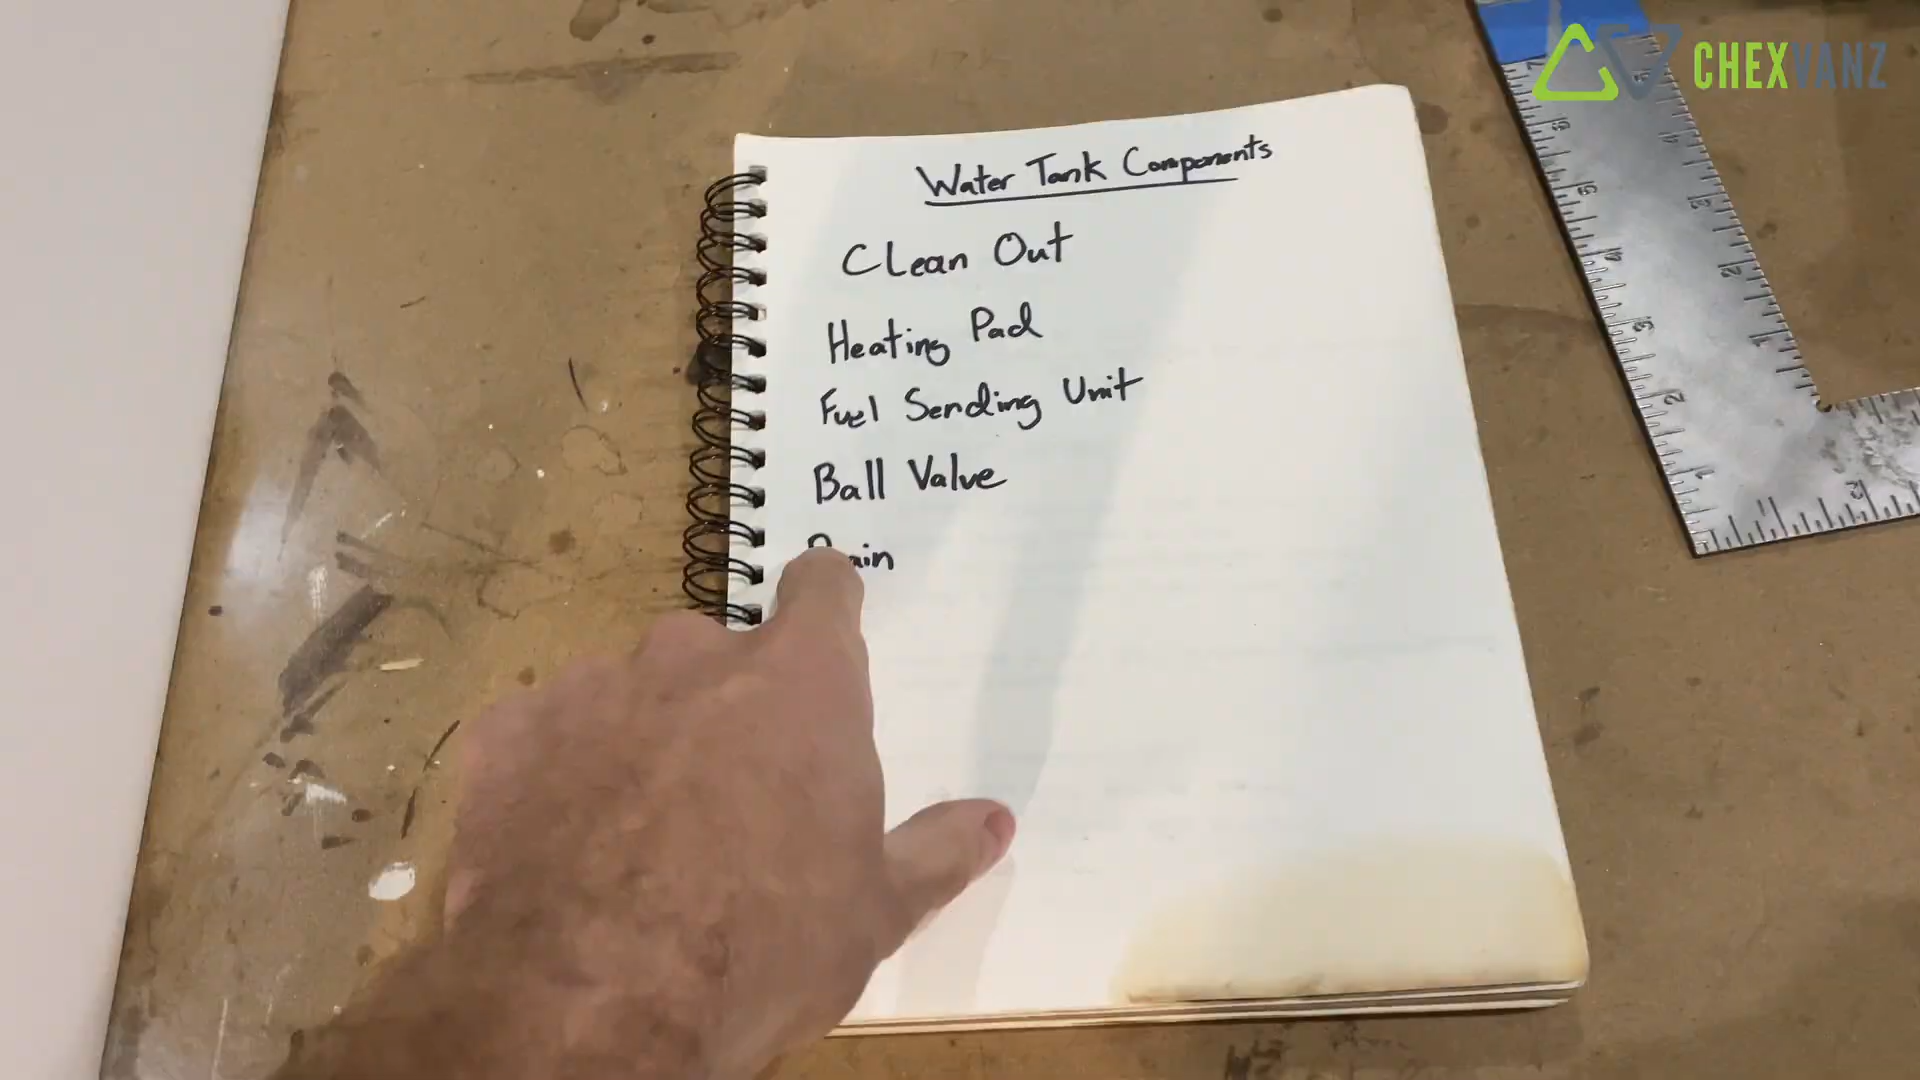 CHEXVANZ
Water Tank Components
Clean Out
Heating Pad
Fuel Sending Unit
Ball Valve